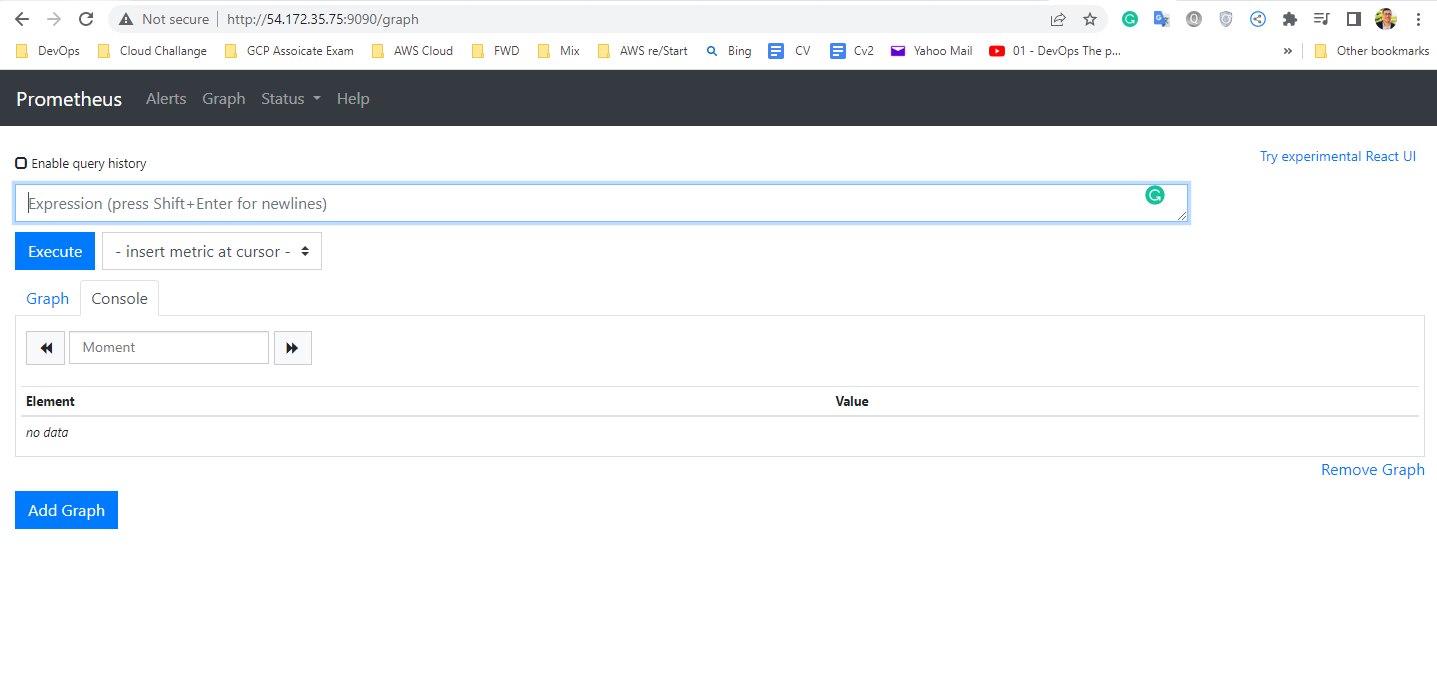 Not secure | http://54.172.35.75:9090/graph
DevOps Cloud Challange GCP Assoicate Exam AWS Cloud FWD Mix AWS re/Start Bing CV Cv2 Yahoo Mail 01 - DevOps The p... » Other bookmarks
Prometheus Alerts Graph Status Help
Enable query history
Try experimental React UI
Expression (press Shift+Enter for newlines)
Execute - insert metric at cursor -
Graph Console
Moment
Element Value
no data
Remove Graph
Add Graph